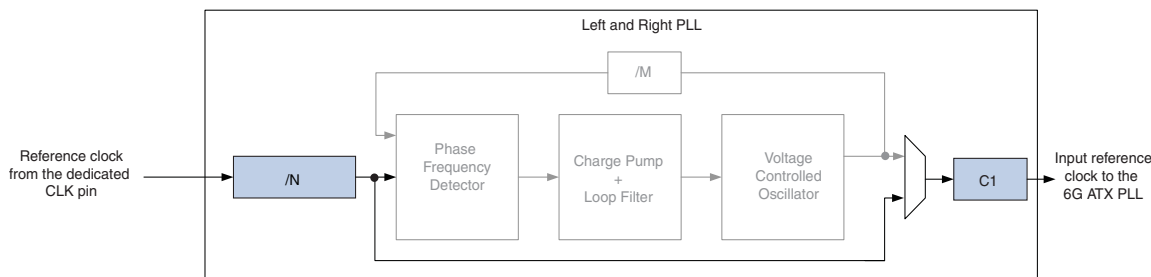 Left and Right PLL
/M
Reference clock
from the dedicated
CLK pin
/N
Phase
Frequency
Detector
Charge Pump
+
Loop Filter
Voltage
Controlled
Oscillator
C1
Input reference
clock to the
6G ATX PLL